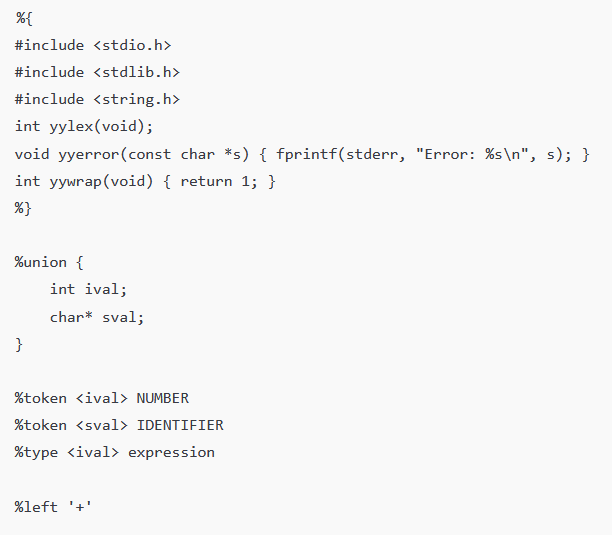 %{
#include <stdio.h>
#include <stdlib.h>
#include <string.h>
int yylex(void);
void yyerror(const char *s) { fprintf(stderr, "Error: %s\n", s); }
int yywrap(void) { return 1; }
%}

%union {
    int ival;
    char* sval;
}

%token <ival> NUMBER
%token <sval> IDENTIFIER
%type <ival> expression

%left '+'